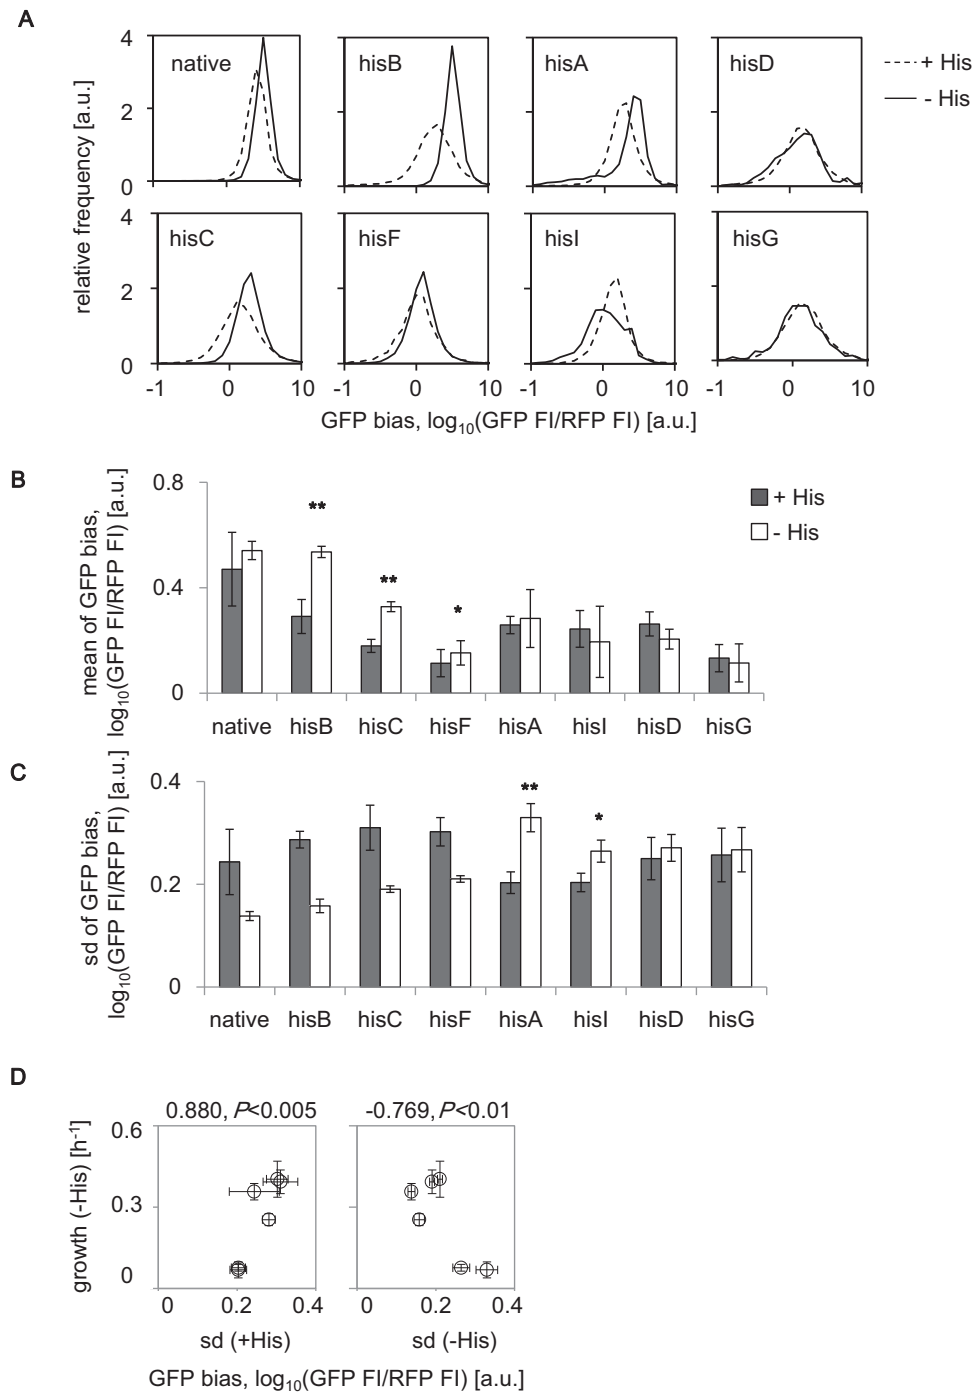 A
4
2
0
relative frequency [a.u.]
native
hisB
hisA
hisD
+ His
- His
4
2
0
hisC
hisF
hisI
hisG
-1 0 10 -1 0 10 -1 0 10 -1 0 10
GFP bias, log10(GFP FI/RFP FI) [a.u.]
B
mean of GFP bias,
log10(GFP FI/RFP FI) [a.u.]
0.8
0.4
0
** ** *
+ His
- His
native hisB hisC hisF hisA hisI hisD hisG
C
sd of GFP bias,
log10(GFP FI/RFP FI) [a.u.]
0.4
0.2
0
** *
native hisB hisC hisF hisA hisI hisD hisG
D
0.880, P<0.005 -0.769, P<0.01
growth (-His) [h-1]
0.6
0.3
0
0 0.2 0.4 0 0.2 0.4
sd (+His) sd (-His)
GFP bias, log10(GFP FI/RFP FI) [a.u.]